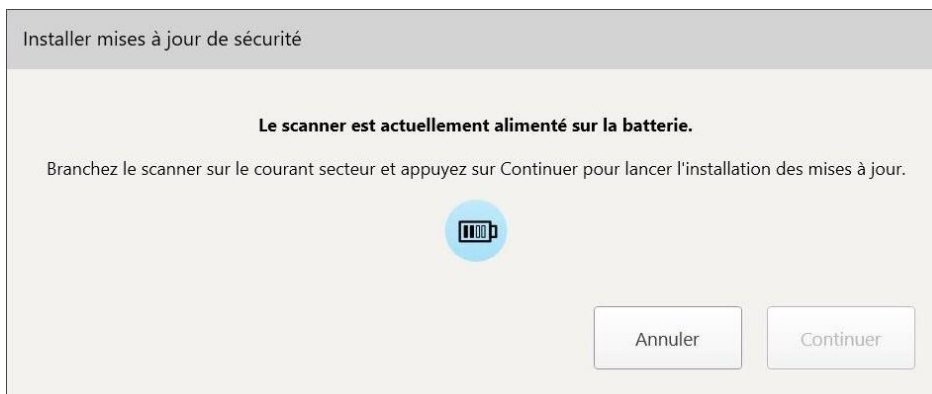 Installer mises à jour de sécurité
Le scanner est actuellement alimenté sur la batterie.
Branchez le scanner sur le courant secteur et appuyez sur Continuer pour lancer l'installation des mises à jour.
Annuler
Continuer